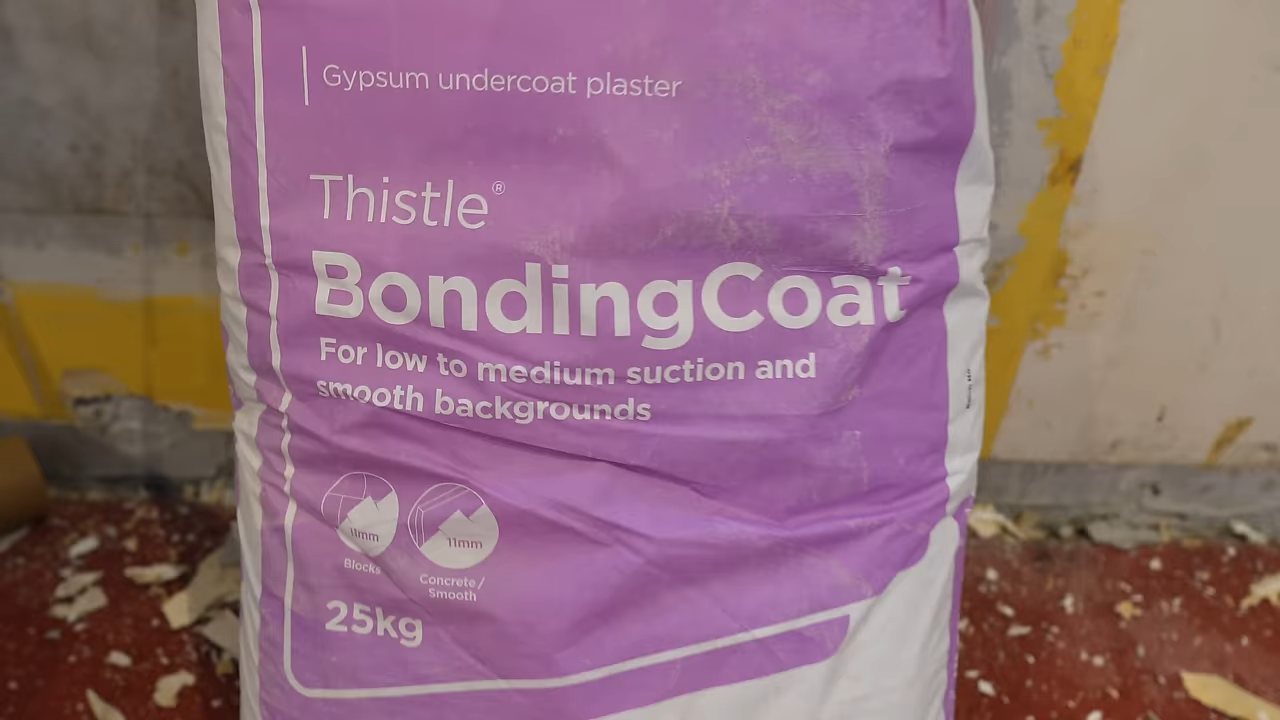 Gypsum undercoat plaster
Thistle®
BondingCoat
For low to medium suction and
smooth backgrounds
11mm
11mm
Blocks
Concrete/
Smooth
25kg